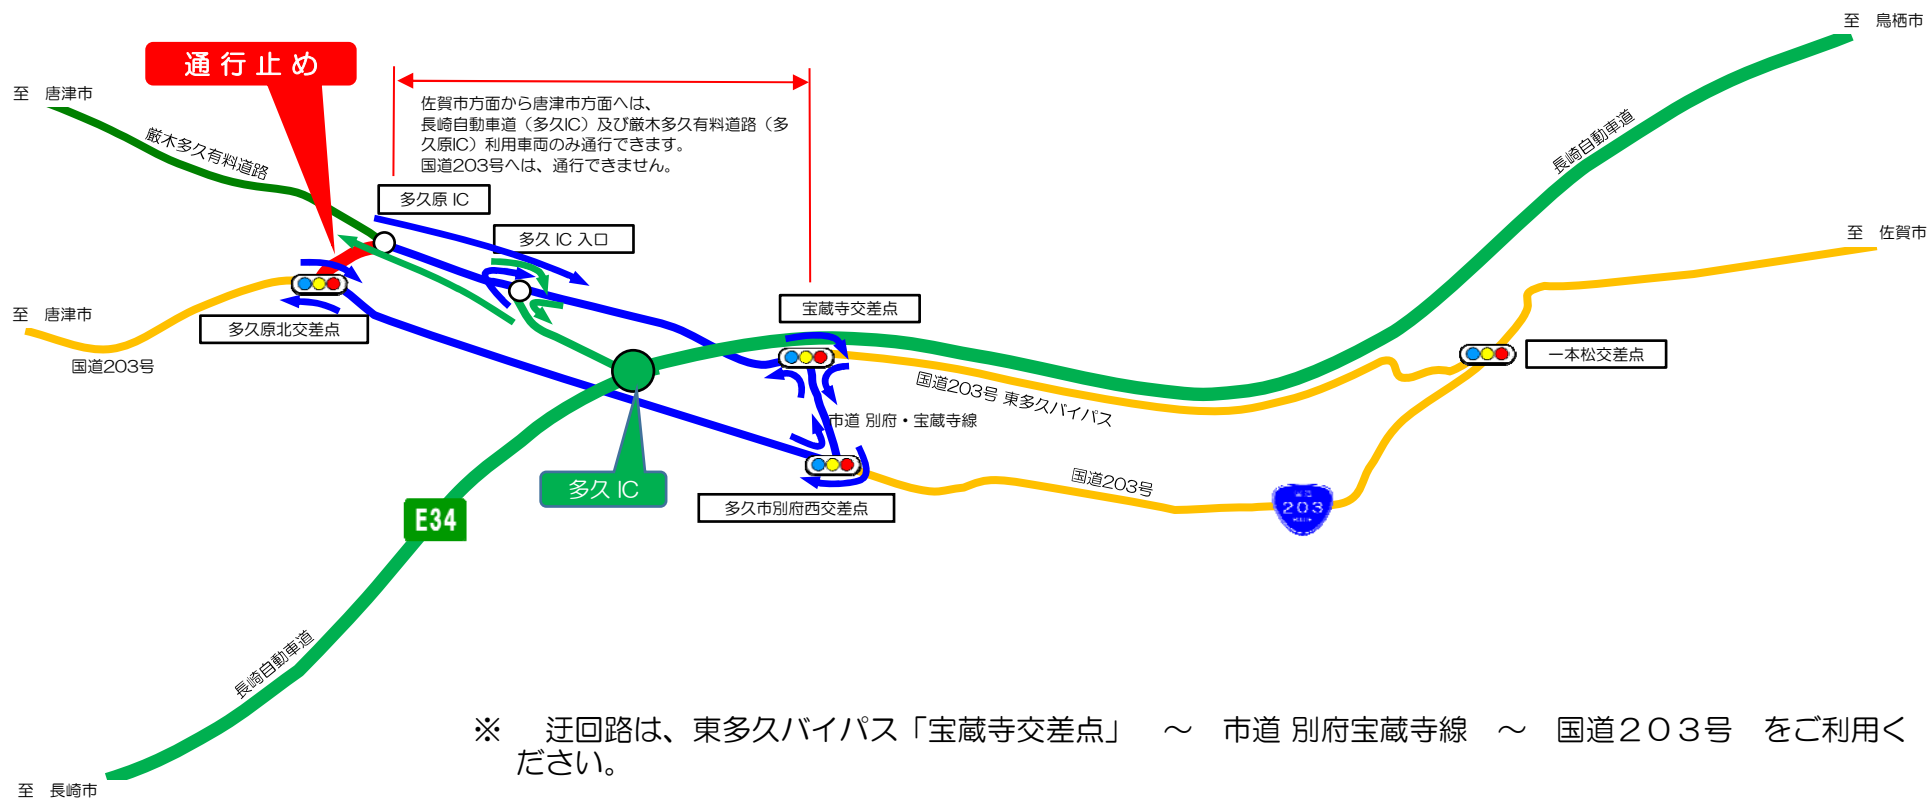 至　鳥栖市
通行止め
至　唐津市
佐賀市方面から唐津市方面へは、
長崎自動車道（多久IC）及び厳木多久有料道路（多
久原IC）利用車両のみ通行できます。
国道203号へは、通行できません。
厳木多久有料道路
長崎自動車道
多久原 IC
多久 IC 入口
至　佐賀市
至　唐津市
多久原北交差点
宝蔵寺交差点
国道203号
一本松交差点
国道203号 東多久バイパス
市道 別府・宝蔵寺線
国道203号
多久 IC
多久市別府西交差点
203
E34
長崎自動車道
※　迂回路は、東多久バイパス「宝蔵寺交差点」　～　市道 別府宝蔵寺線　～　国道２０３号　をご利用く
ださい。
至　長崎市